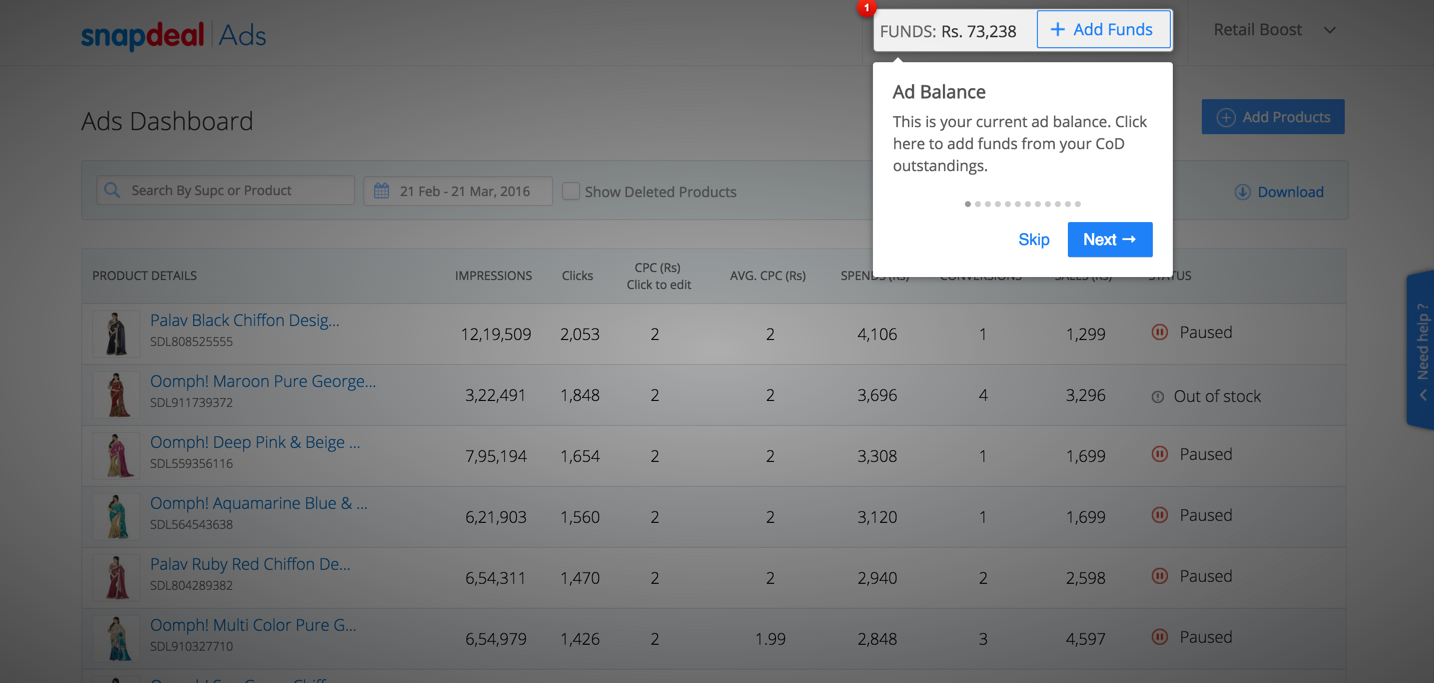 1
snapdeal Ads
FUNDS: Rs. 73,238
+ Add Funds
Retail Boost
Ad Balance
This is your current ad balance. Click
here to add funds from your CoD
outstandings.
Skip
Next →
Ads Dashboard
Add Products
Search By Supc or Product
21 Feb - 21 Mar, 2016
Show Deleted Products
Download
PRODUCT DETAILS IMPRESSIONS Clicks CPC (Rs) AVG. CPC (Rs) SPENDS (Rs) CONVERSIONS SALES (Rs) STATUS
Click to edit
Palav Black Chiffon Desig...
SDL808525555
12,19,509 2,053 2 2 4,106 1 1,299 Paused
Oomph! Maroon Pure George...
SDL911739372
3,22,491 1,848 2 2 3,696 4 3,296 Out of stock
Oomph! Deep Pink & Beige ...
SDL559356116
7,95,194 1,654 2 2 3,308 1 1,699 Paused
Oomph! Aquamarine Blue & ...
SDL564543638
6,21,903 1,560 2 2 3,120 1 1,699 Paused
Palav Ruby Red Chiffon De...
SDL804289382
6,54,311 1,470 2 2 2,940 2 2,598 Paused
Oomph! Multi Color Pure G...
SDL910327710
6,54,979 1,426 2 1.99 2,848 3 4,597 Paused
Need help ?